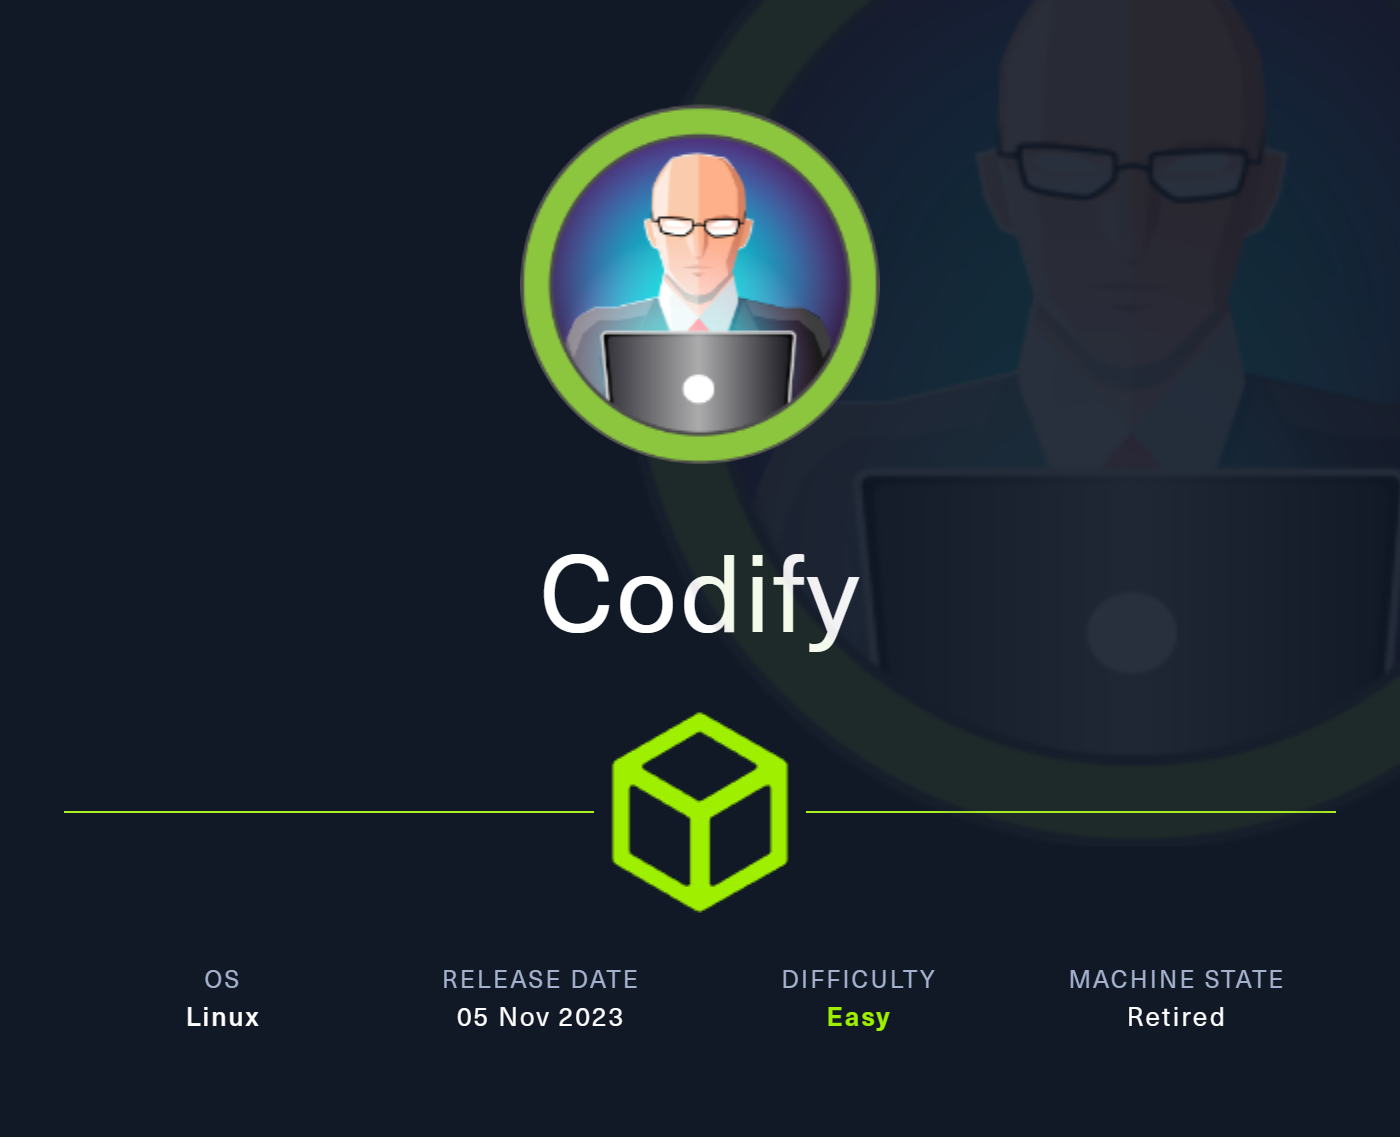 Codify
OS
Linux
RELEASE DATE
05 Nov 2023
DIFFICULTY
Easy
MACHINE STATE
Retired